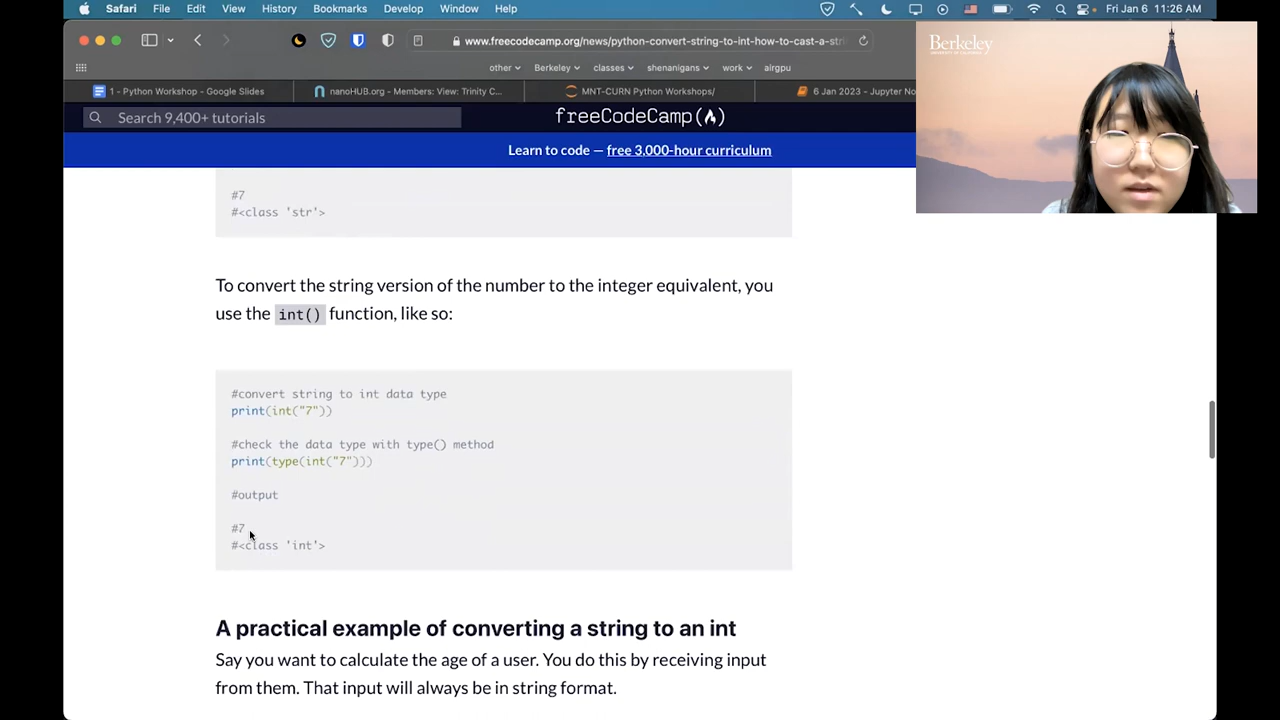 Safari File Edit View History Bookmarks Develop Window Help Fri Jan 6 11:26 AM
www.freecodecamp.org/news/python-convert-string-to-int-how-to-cast-a-stri
Berkeley
UNIVERSITY OF CALIFORNIA
other Berkeley classes shenanigans work airgpu
1 - Python Workshop - Google Slides nanoHUB.org - Members: View: Trinity C... MNT-CURN Python Workshops/ 6 Jan 2023 - Jupyter No
Search 9,400+ tutorials freeCodeCamp
Learn to code — free 3,000-hour curriculum
#7
#<class 'str'>
To convert the string version of the number to the integer equivalent, you
use the int() function, like so:
#convert string to int data type
print(int("7"))
#check the data type with type() method
print(type(int("7")))
#output
#7
#<class 'int'>
A practical example of converting a string to an int
Say you want to calculate the age of a user. You do this by receiving input
from them. That input will always be in string format.